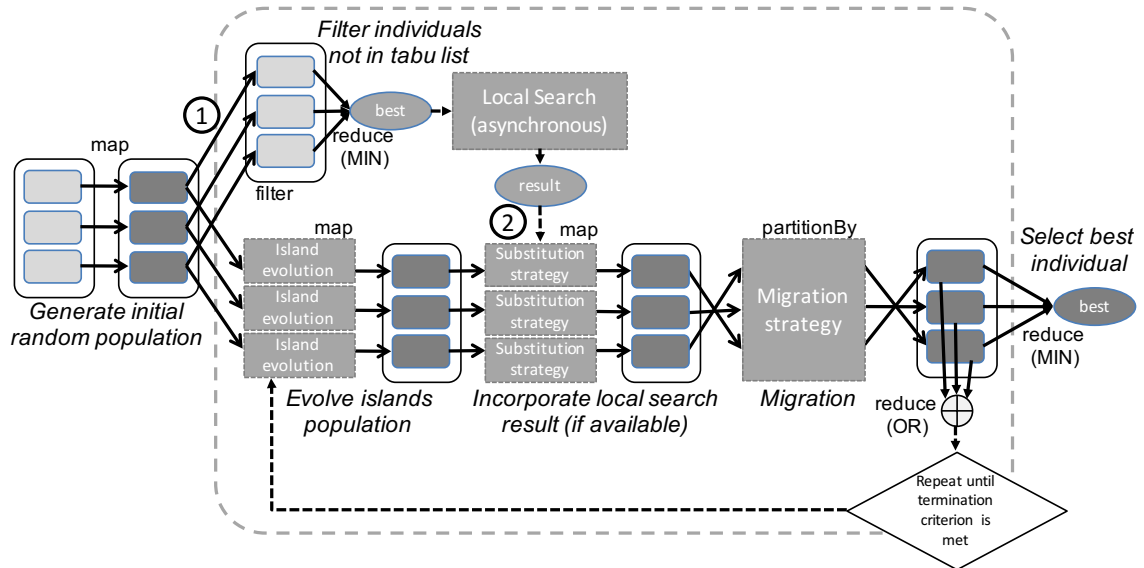 Filter individuals
not in tabu list
1
best
Local Search
(asynchronous)
reduce
(MIN)
map
filter
result
2
map
map
partitionBy
Island
evolution
Island
evolution
Island
evolution
Substitution
strategy
Substitution
strategy
Substitution
strategy
Migration
strategy
Select best
individual
best
reduce
(MIN)
Generate initial
random population
Evolve islands
population
Incorporate local search
result (if available)
Migration
reduce
(OR)
Repeat until
termination
criterion is
met